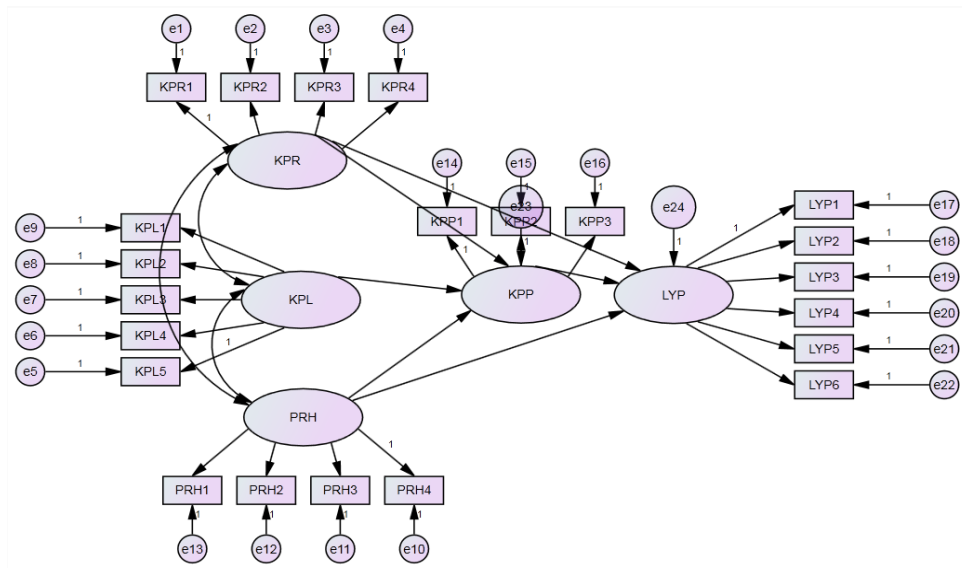 e1 e2 e3 e4
1 1 1 1
KPR1 KPR2 KPR3 KPR4
1
KPR
e14 e15 e16
1 1 1
e23 e24
KPP1 KPP2 KPP3
1 1 1
e9 1 KPL1
e8 1 KPL2
e7 1 KPL3
e6 1 KPL4
e5 1 KPL5
1
KPL
KPP
LYP
1
LYP1 1 e17
LYP2 1 e18
LYP3 1 e19
LYP4 1 e20
LYP5 1 e21
LYP6 1 e22
PRH
1
PRH1 PRH2 PRH3 PRH4
1 1 1 1
e13 e12 e11 e10